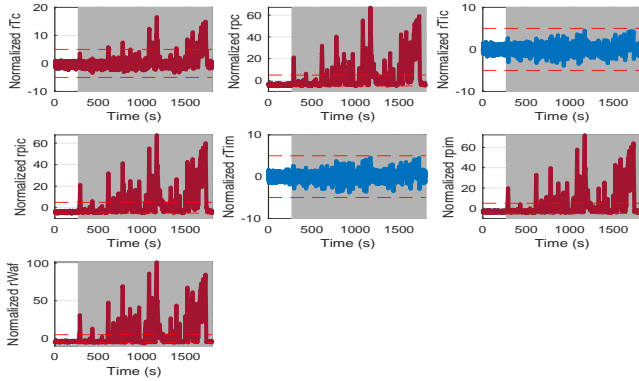 Normalized rTc
20
10
0
-10
0 500 1000 1500
Time (s)
Normalized rpc
60
40
20
0
0 500 1000 1500
Time (s)
Normalized rTic
10
0
-10
0 500 1000 1500
Time (s)
Normalized rpic
60
40
20
0
0 500 1000 1500
Time (s)
Normalized rTim
10
0
-10
0 500 1000 1500
Time (s)
Normalized rpim
60
40
20
0
0 500 1000 1500
Time (s)
Normalized rWaf
100
50
0
0 500 1000 1500
Time (s)